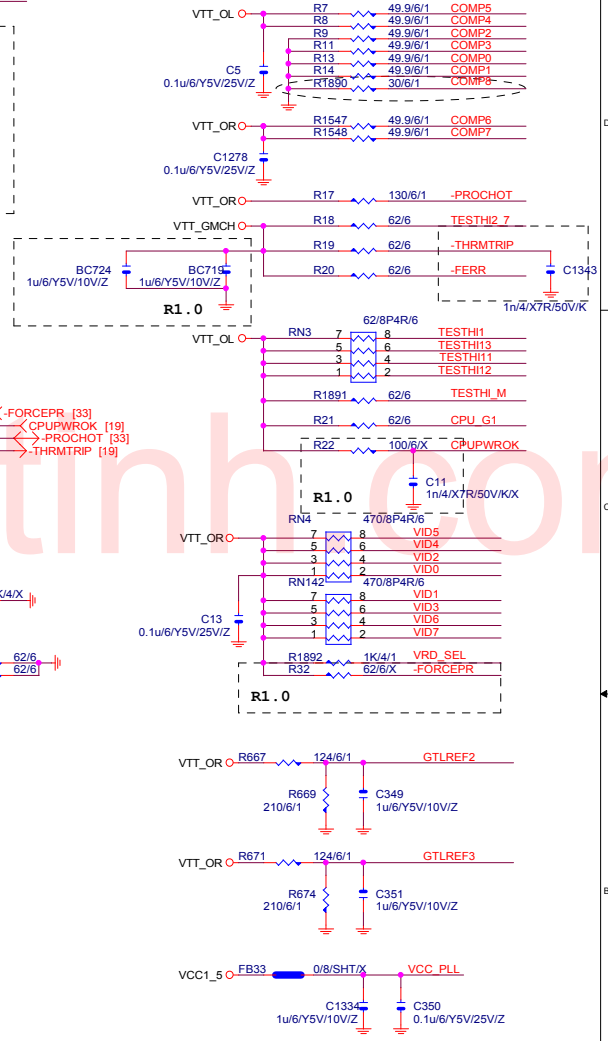 R7 49.9/6/1 COMP5
VTT_OL R8 49.9/6/1 COMP4
R9 49.9/6/1 COMP2
R11 49.9/6/1 COMP3
R13 49.9/6/1 COMP0
C5 R14 49.9/6/1 COMP1
0.1u/6/Y5V/25V/Z R1890 30/6/1 COMP8
R1547 49.9/6/1 COMP6
VTT_OR R1548 49.9/6/1 COMP7
C1278
0.1u/6/Y5V/25V/Z
VTT_OR R17 130/6/1 -PROCHOT
VTT_GMCH R18 62/6 TESTHI2_7
R19 62/6 -THRMTRIP
BC724 BC719 R20 62/6 -FERR C1343
1u/6/Y5V/10V/Z 1u/6/Y5V/10V/Z
R1.0 1n/4/X7R/50V/K
62/8P4R/6
VTT_OL RN3 7 8 TESTHI1
5 6 TESTHI13
3 4 TESTHI11
1 2 TESTHI12
R1891 62/6 TESTHI_M
-FORCEPR [33]
CPUPWROK [19] R21 62/6 CPU_G1
-PROCHOT [33]
-THRMTRIP [19] R22 100/6/X CPUPWROK
C11
R1.0 1n/4/X7R/50V/K/X
RN4 470/8P4R/6
VTT_OR 7 8 VID5
5 6 VID4
3 4 VID2
1 2 VID0
RN142 470/8P4R/6
K/4/X 7 8 VID1
5 6 VID3
C13 3 4 VID6
0.1u/6/Y5V/25V/Z 1 2 VID7
62/6 R1892 1K/4/1 VRD_SEL
62/6 R32 62/6/X -FORCEPR
R1.0
VTT_OR R667 124/6/1 GTLREF2
R669 C349
210/6/1 1u/6/Y5V/10V/Z
VTT_OR R671 124/6/1 GTLREF3
R674 C351
210/6/1 1u/6/Y5V/10V/Z
VCC1_5 FB33 0/8/SHT/X VCC_PLL
C1334 C350
1u/6/Y5V/10V/Z 0.1u/6/Y5V/25V/Z
tinh.co
D
C
B